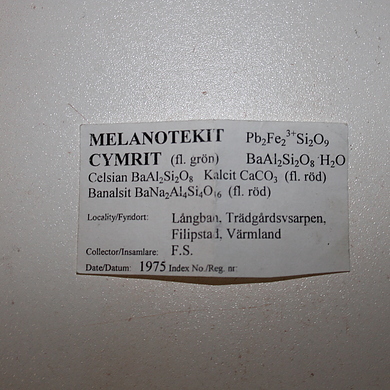 MELANOTEKIT Pb₂Fe₂³⁺Si₂O₉
CYMRIT (fl. grön) BaAl₂Si₂O₈ H₂O
Celsian BaAl₂Si₂O₈ Kalcit CaCO₃ (fl. röd)
Banalsit BaNa₂Al₄Si₄O₁₆ (fl. röd)
Locality/Fyndort: Långban, Trädgårdsvsarpen,
Filipstad, Värmland
Collector/Insamlare: F.S.
Date/Datum: 1975 Index No./Reg. nr: